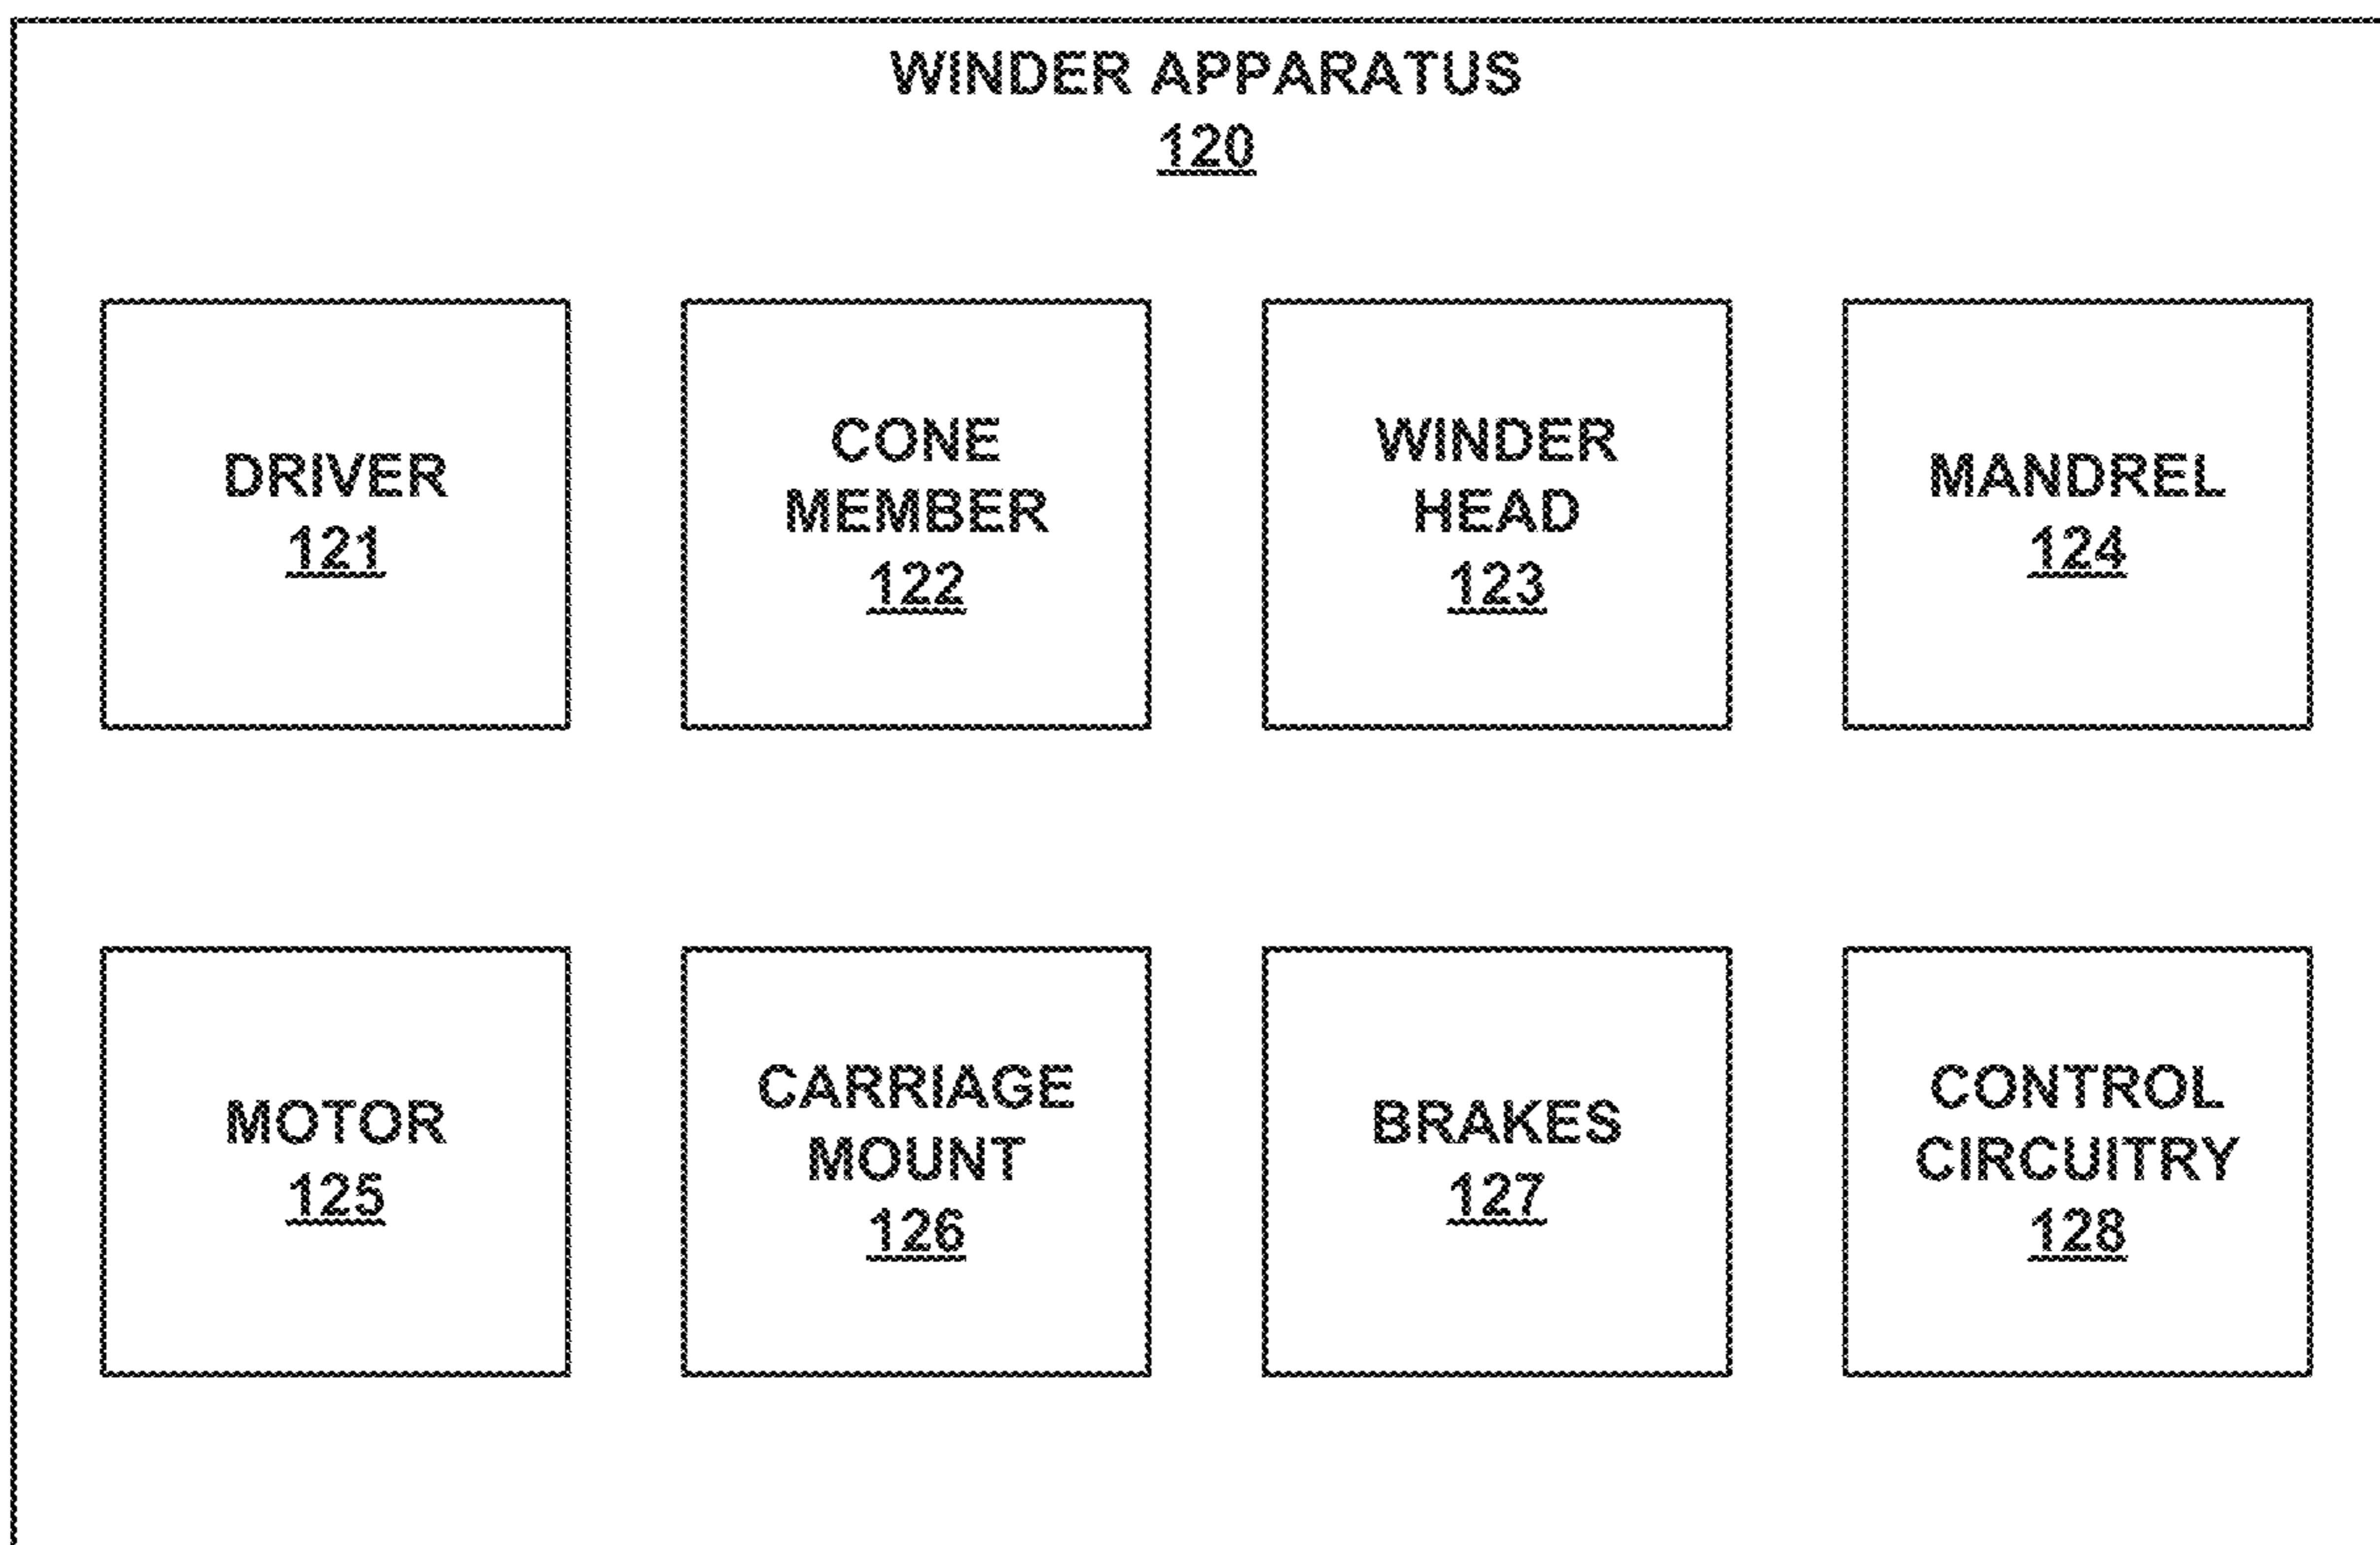 WINDER APPARATUS
120
DRIVER
121
CONE
MEMBER
122
WINDER
HEAD
123
MANDREL
124
MOTOR
125
CARRIAGE
MOUNT
126
BRAKES
127
CONTROL
CIRCUITRY
128